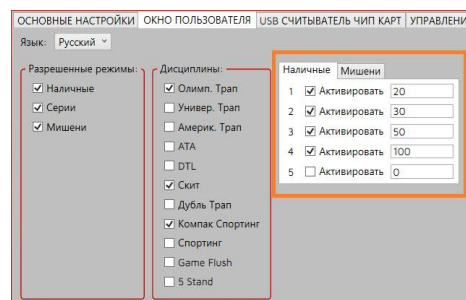 ОСНОВНЫЕ НАСТРОЙКИ ОКНО ПОЛЬЗОВАТЕЛЯ USB СЧИТЫВАТЕЛЬ ЧИП КАРТ УПРАВЛЕНИ
Язык: Русский
Разрешенные режимы:
Наличные
Серии
Мишени
Дисциплины:
Олимп. Трап
Универ. Трап
Америк. Трап
ATA
DTL
Скит
Дубль Трап
Компак Спортинг
Спортинг
Game Flush
5 Stand
Наличные Мишени
1 Активировать 20
2 Активировать 30
3 Активировать 50
4 Активировать 100
5 Активировать 0